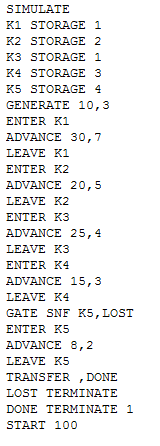 SIMULATE
K1 STORAGE 1
K2 STORAGE 2
K3 STORAGE 1
K4 STORAGE 3
K5 STORAGE 4
GENERATE 10,3
ENTER K1
ADVANCE 30,7
LEAVE K1
ENTER K2
ADVANCE 20,5
LEAVE K2
ENTER K3
ADVANCE 25,4
LEAVE K3
ENTER K4
ADVANCE 15,3
LEAVE K4
GATE SNF K5,LOST
ENTER K5
ADVANCE 8,2
LEAVE K5
TRANSFER ,DONE
LOST TERMINATE
DONE TERMINATE 1
START 100